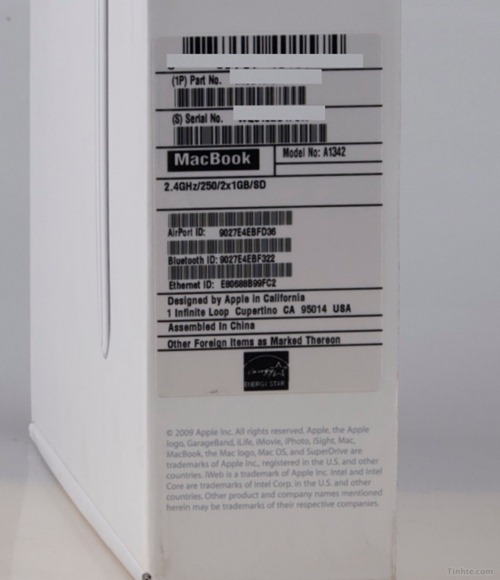 (1P) Part No.
(S) Serial No.
MacBook
Model No: A1342
2.4GHz/250/2x1GB/SD
AirPort ID: 9027E4EBFD36
Bluetooth ID: 9027E4EBF322
Ethernet ID: E80688B99FC2
Designed by Apple in California
1 Infinite Loop Cupertino CA 95014 USA
Assembled in China
Other Foreign Items as Marked Thereon
ENERGY STAR
© 2009 Apple Inc. All rights reserved. Apple, the Apple
logo, GarageBand, iLife, iMovie, iPhoto, iSight, Mac,
MacBook, the Mac logo, Mac OS, and SuperDrive are
trademarks of Apple Inc., registered in the U.S. and other
countries. iWeb is a trademark of Apple Inc. Intel and Intel
Core are trademarks of Intel Corp. in the U.S. and other
countries. Other product and company names mentioned
herein may be trademarks of their respective companies.
Tinhte.com